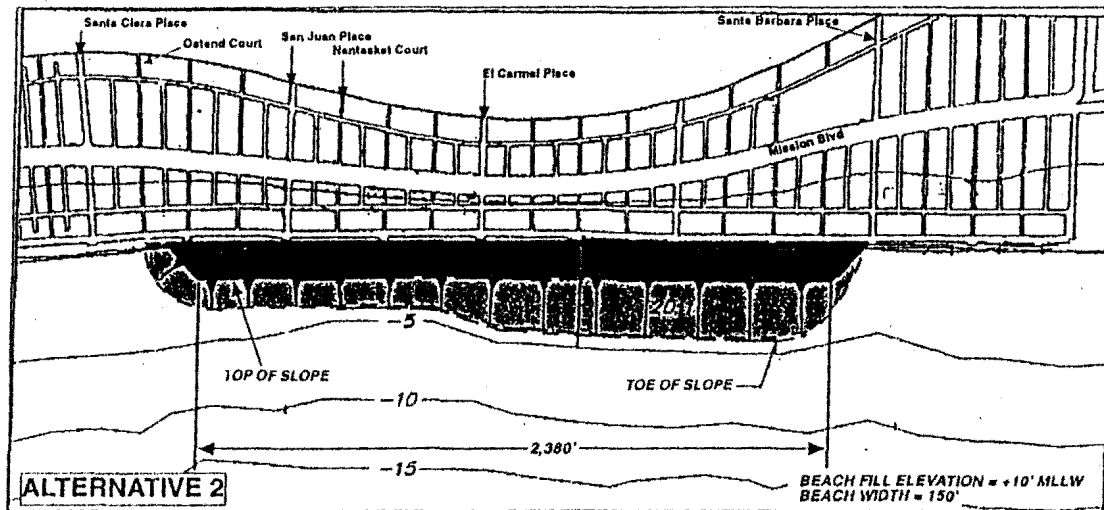 Santa Clara Place
Ostend Court
San Juan Place
Nantasket Court
El Carmel Place
Santa Barbara Place
Mission Blvd
20:1
-5
TOP OF SLOPE
TOE OF SLOPE
-10
2,380'
-15
ALTERNATIVE 2
BEACH FILL ELEVATION = +10' MLLW
BEACH WIDTH = 150'